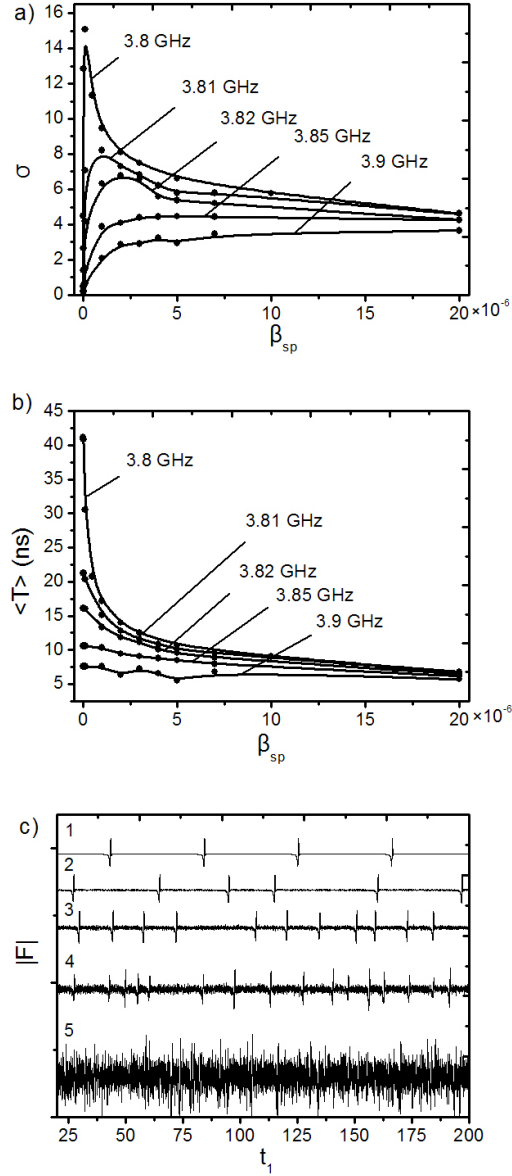 a)
16
14
12
10
8
6
4
2
0
σ
3.8 GHz
3.81 GHz
3.82 GHz
3.85 GHz
3.9 GHz
0 5 10 15 20 ×10⁻⁶
β_sp
b)
45
40
35
30
25
20
15
10
5
<T> (ns)
3.8 GHz
3.81 GHz
3.82 GHz
3.85 GHz
3.9 GHz
0 5 10 15 20 ×10⁻⁶
β_sp
c)
1
2
3
4
5
|F|
25 50 75 100 125 150 175 200
t₁